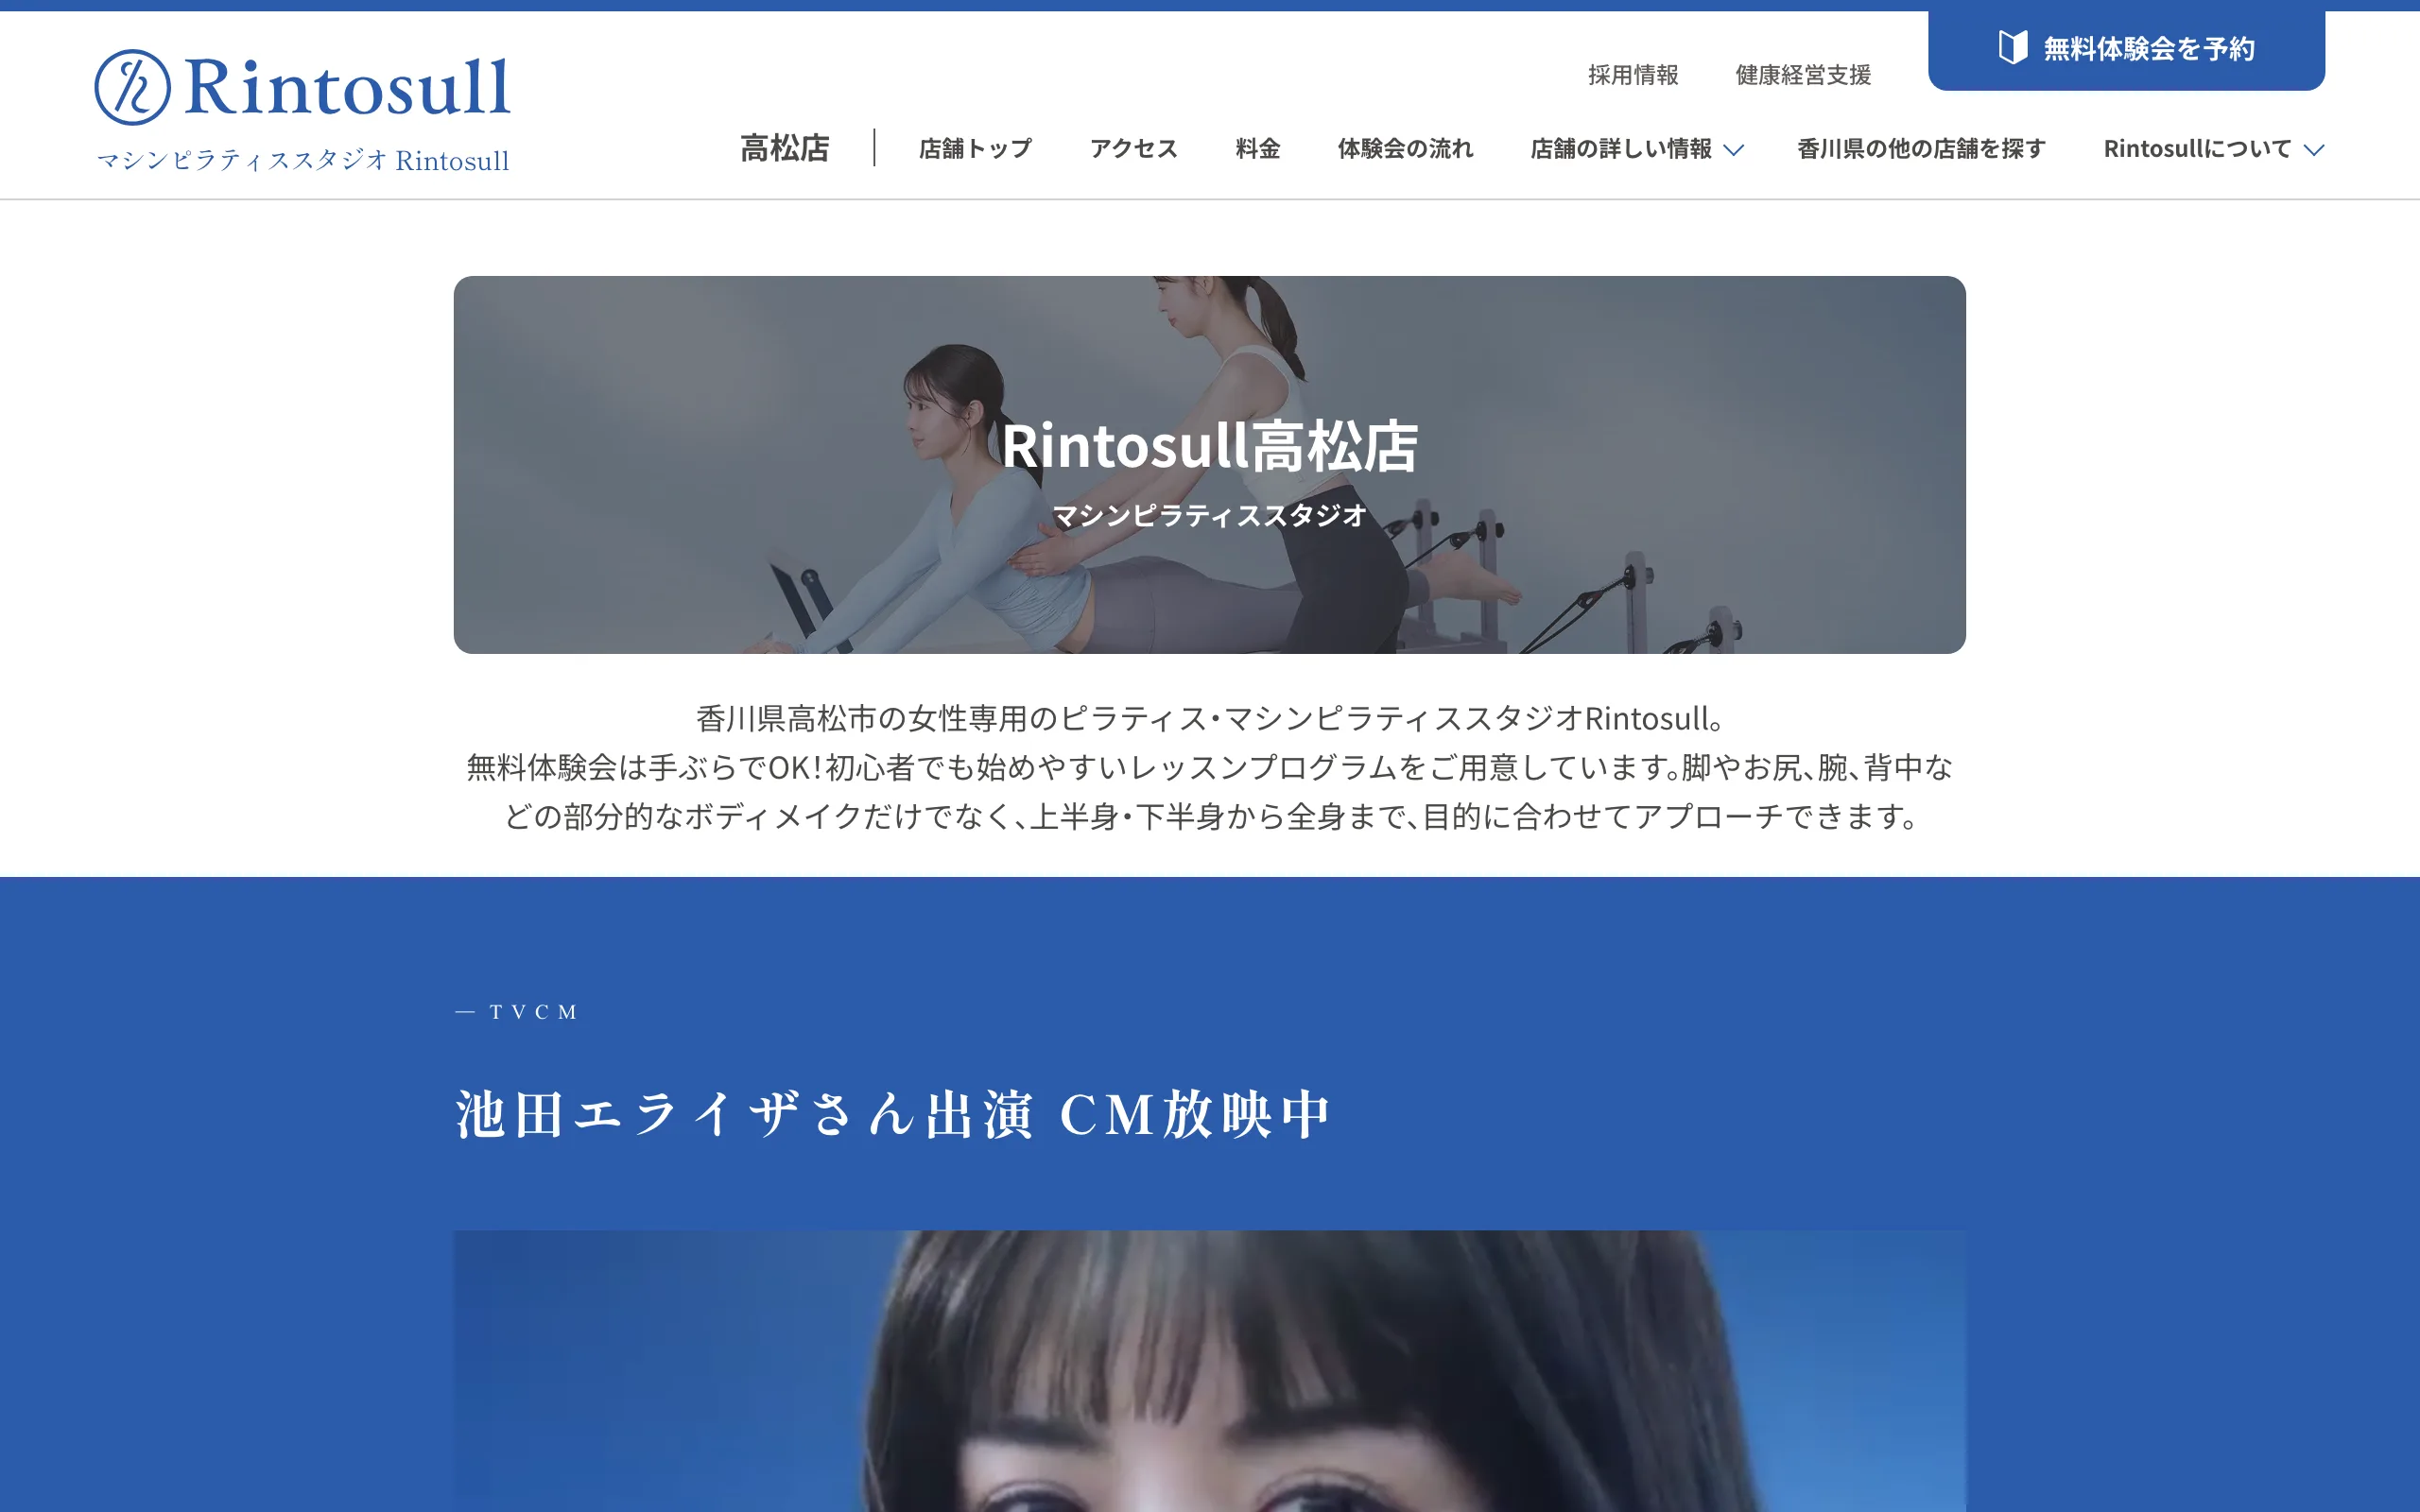 無料体験会を予約
採用情報
健康経営支援
Rintosull
マシンピラティススタジオ Rintosull
高松店
店舗トップ
アクセス
料金
体験会の流れ
店舗の詳しい情報
香川県の他の店舗を探す
Rintosullについて
Rintosull高松店
マシンピラティススタジオ
香川県高松市の女性専用のピラティス・マシンピラティススタジオRintosull。
無料体験会は手ぶらでOK！初心者でも始めやすいレッスンプログラムをご用意しています。脚やお尻、腕、背中な
どの部分的なボディメイクだけでなく、上半身・下半身から全身まで、目的に合わせてアプローチできます。
— TVCM
池田エライザさん出演 CM放映中